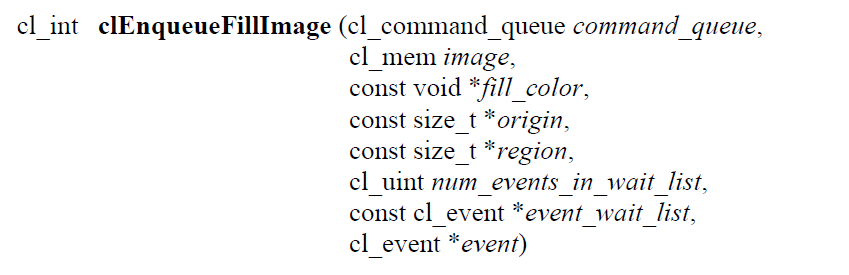 cl_int clEnqueueFillImage (cl_command_queue command_queue,
cl_mem image,
const void *fill_color,
const size_t *origin,
const size_t *region,
cl_uint num_events_in_wait_list,
const cl_event *event_wait_list,
cl_event *event)